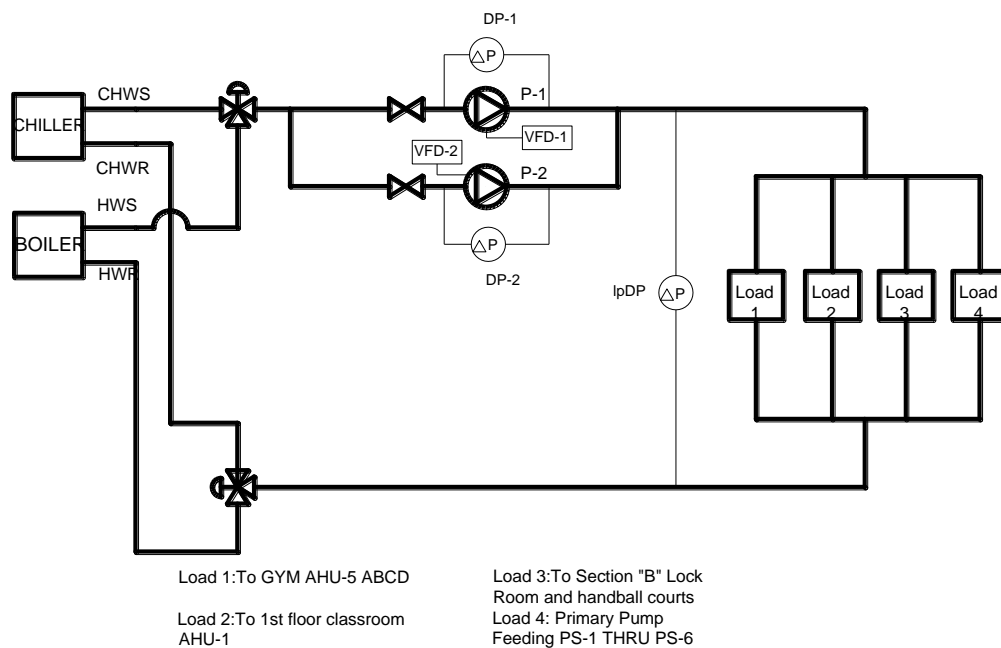 DP-1
△P
CHWS
P-1
CHILLER
VFD-1
VFD-2
CHWR
P-2
HWS
△P
BOILER
HWR
DP-2
lpDP
△P
Load
1
Load
2
Load
3
Load
4
Load 1:To GYM AHU-5 ABCD
Load 2:To 1st floor classroom
AHU-1
Load 3:To Section "B" Lock
Room and handball courts
Load 4: Primary Pump
Feeding PS-1 THRU PS-6